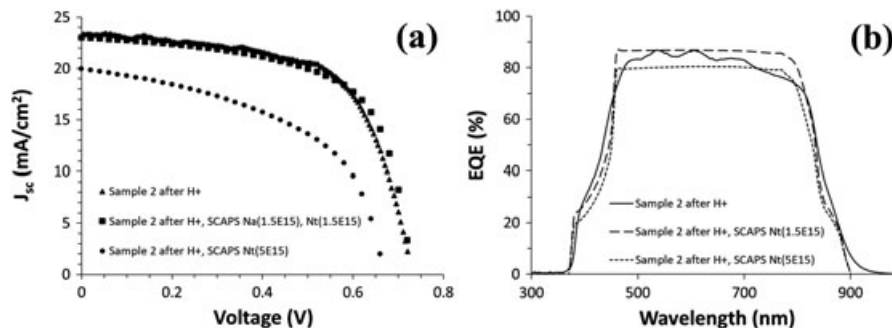 25
20
15
10
5
0
J_sc (mA/cm²)
(a)
Sample 2 after H+
Sample 2 after H+, SCAPS Na(1.5E15), Nt(1.5E15)
Sample 2 after H+, SCAPS Nt(5E15)
0 0.2 0.4 0.6 0.8
Voltage (V)
100
80
60
40
20
0
EQE (%)
(b)
Sample 2 after H+
Sample 2 after H+, SCAPS Nt(1.5E15)
Sample 2 after H+, SCAPS Nt(5E15)
300 500 700 900
Wavelength (nm)